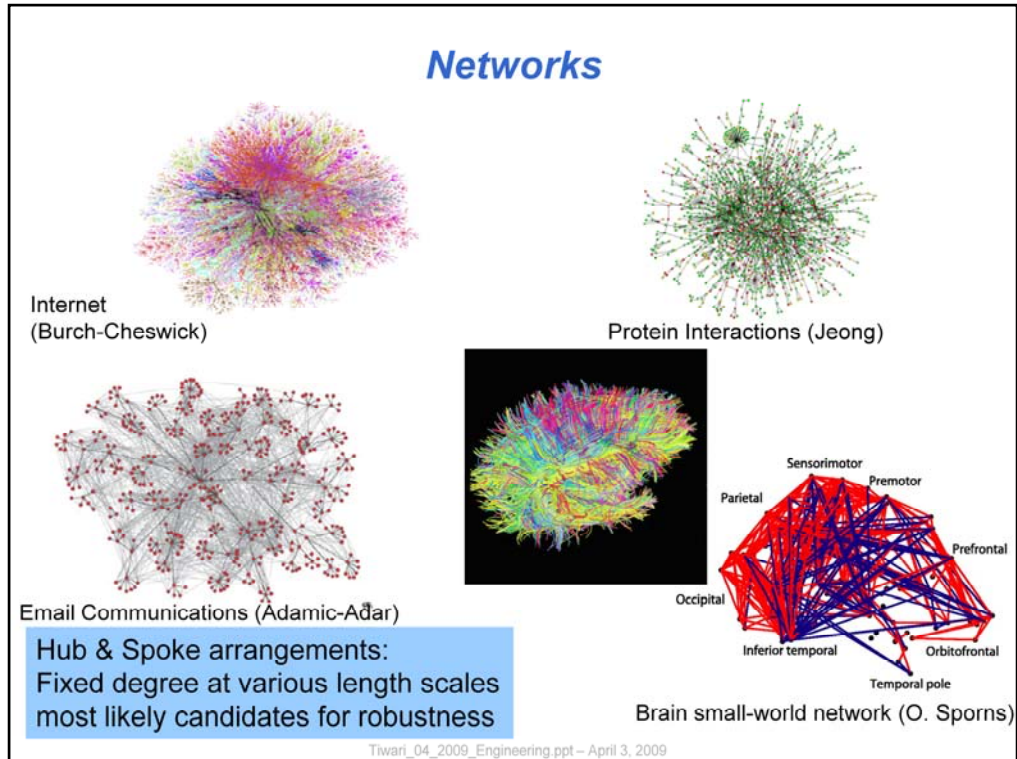 Networks
Internet
(Burch-Cheswick)
Protein Interactions (Jeong)
Email Communications (Adamic-Adar)
Sensorimotor
Premotor
Parietal
Prefrontal
Occipital
Inferior temporal
Orbitofrontal
Temporal pole
Brain small-world network (O. Sporns)
Hub & Spoke arrangements:
Fixed degree at various length scales
most likely candidates for robustness
Tiwari_04_2009_Engineering.ppt – April 3, 2009